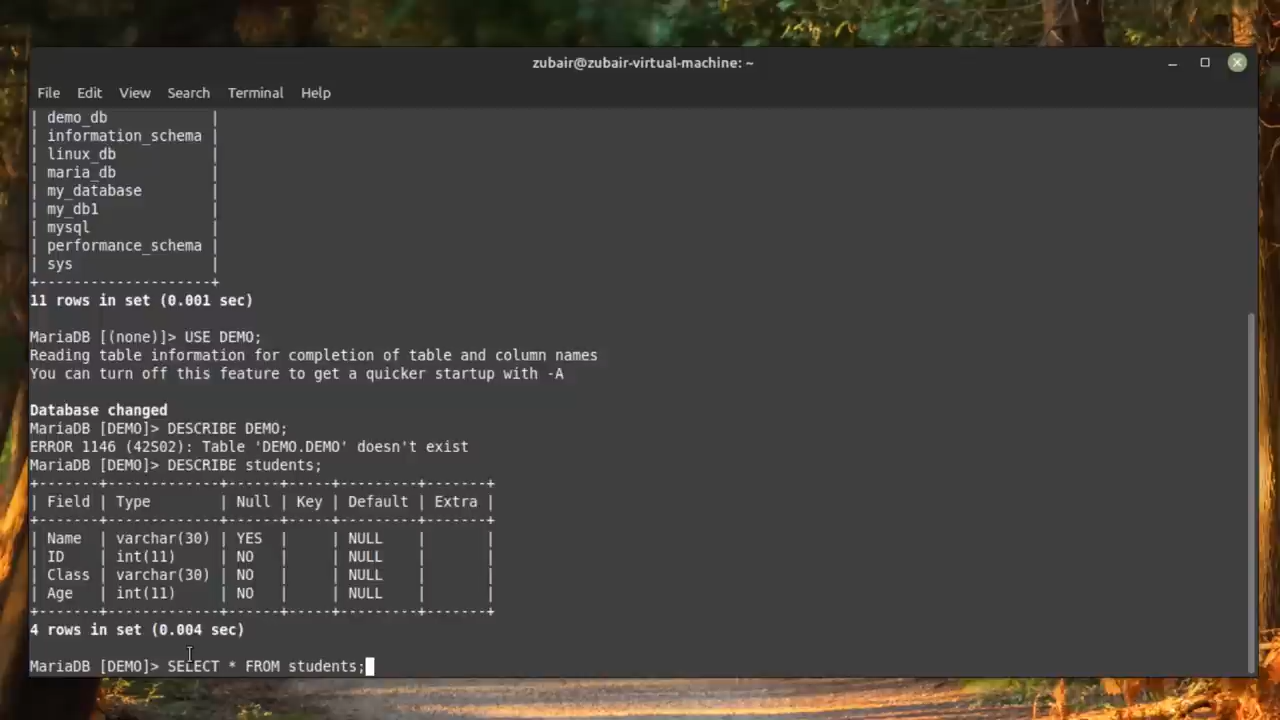 zubair@zubair-virtual-machine: ~
File Edit View Search Terminal Help
| demo_db            |
| information_schema |
| linux_db           |
| maria_db           |
| my_database        |
| my_db1             |
| mysql              |
| performance_schema |
| sys                |
+--------------------+
11 rows in set (0.001 sec)
MariaDB [(none)]> USE DEMO;
Reading table information for completion of table and column names
You can turn off this feature to get a quicker startup with -A
Database changed
MariaDB [DEMO]> DESCRIBE DEMO;
ERROR 1146 (42S02): Table 'DEMO.DEMO' doesn't exist
MariaDB [DEMO]> DESCRIBE students;
+-------+-------------+------+-----+---------+-------+
| Field | Type        | Null | Key | Default | Extra |
+-------+-------------+------+-----+---------+-------+
| Name  | varchar(30) | YES  |     | NULL    |       |
| ID    | int(11)     | NO   |     | NULL    |       |
| Class | varchar(30) | NO   |     | NULL    |       |
| Age   | int(11)     | NO   |     | NULL    |       |
+-------+-------------+------+-----+---------+-------+
4 rows in set (0.004 sec)
MariaDB [DEMO]> SELECT * FROM students;